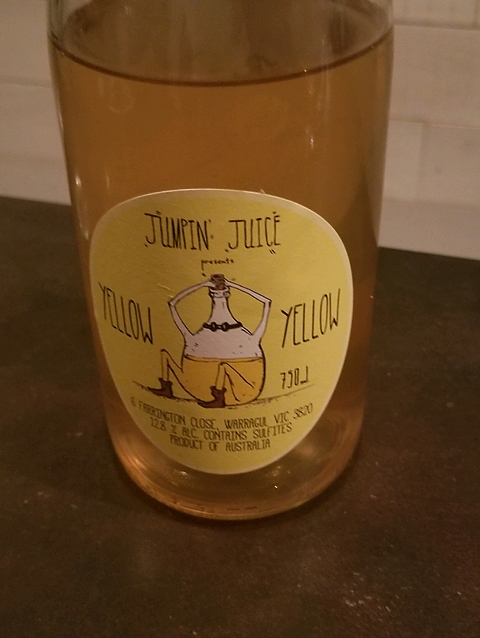 JUMPIN' JUICE
presents
YELLOW YELLOW
750mL
6 FARRINGTON CLOSE, WARRAGUL VIC 3820
12.8 % ALC. CONTAINS SULFITES
PRODUCT OF AUSTRALIA